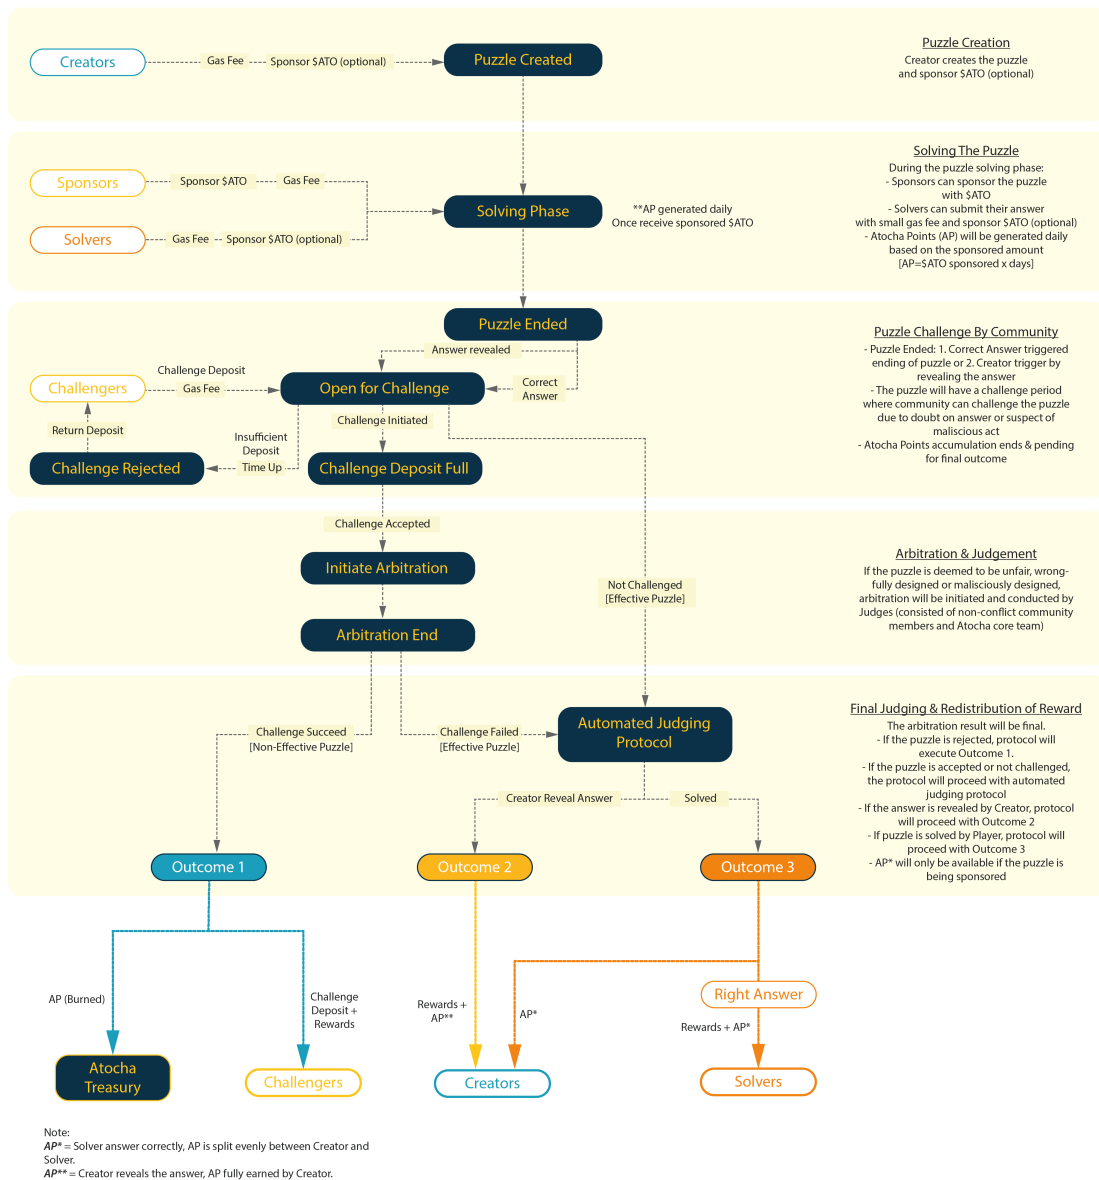 Creators
Gas Fee
Sponsor $ATO (optional)
Puzzle Created
Puzzle Creation
Creator creates the puzzle
and sponsor $ATO (optional)
Sponsors
Sponsor $ATO
Gas Fee
Solvers
Gas Fee
Sponsor $ATO (optional)
Solving Phase
**AP generated daily
Once receive sponsored $ATO
Solving The Puzzle
During the puzzle solving phase:
- Sponsors can sponsor the puzzle
with $ATO
- Solvers can submit their answer
with small gas fee and sponsor $ATO (optional)
- Atocha Points (AP) will be generated daily
based on the sponsored amount
[AP=$ATO sponsored x days]
Puzzle Ended
Answer revealed
Challengers
Challenge Deposit
Gas Fee
Open for Challenge
Correct
Answer
Return Deposit
Challenge Initiated
Insufficient
Deposit
Time Up
Challenge Rejected
Challenge Deposit Full
Puzzle Challenge By Community
- Puzzle Ended: 1. Correct Answer triggered
ending of puzzle or 2. Creator trigger by
revealing the answer
- The puzzle will have a challenge period
where community can challenge the puzzle
due to doubt on answer or suspect of
maliscious act
- Atocha Points accumulation ends & pending
for final outcome
Challenge Accepted
Initiate Arbitration
Not Challenged
[Effective Puzzle]
Arbitration End
Arbitration & Judgement
If the puzzle is deemed to be unfair, wrong-
fully designed or malisciously designed,
arbitration will be initiated and conducted by
Judges (consisted of non-conflict community
members and Atocha core team)
Challenge Succeed
[Non-Effective Puzzle]
Challenge Failed
[Effective Puzzle]
Automated Judging
Protocol
Creator Reveal Answer
Solved
Outcome 1
Outcome 2
Outcome 3
Final Judging & Redistribution of Reward
The arbitration result will be final.
- If the puzzle is rejected, protocol will
execute Outcome 1.
- If the puzzle is accepted or not challenged,
the protocol will proceed with automated
judging protocol
- If the answer is revealed by Creator, protocol
will proceed with Outcome 2
- If puzzle is solved by Player, protocol will
proceed with Outcome 3
- AP* will only be available if the puzzle is
being sponsored
AP (Burned)
Challenge
Deposit +
Rewards
Rewards +
AP**
AP*
Right Answer
Rewards + AP*
Atocha
Treasury
Challengers
Creators
Solvers
Note:
AP* = Solver answer correctly, AP is split evenly between Creator and
Solver.
AP** = Creator reveals the answer, AP fully earned by Creator.